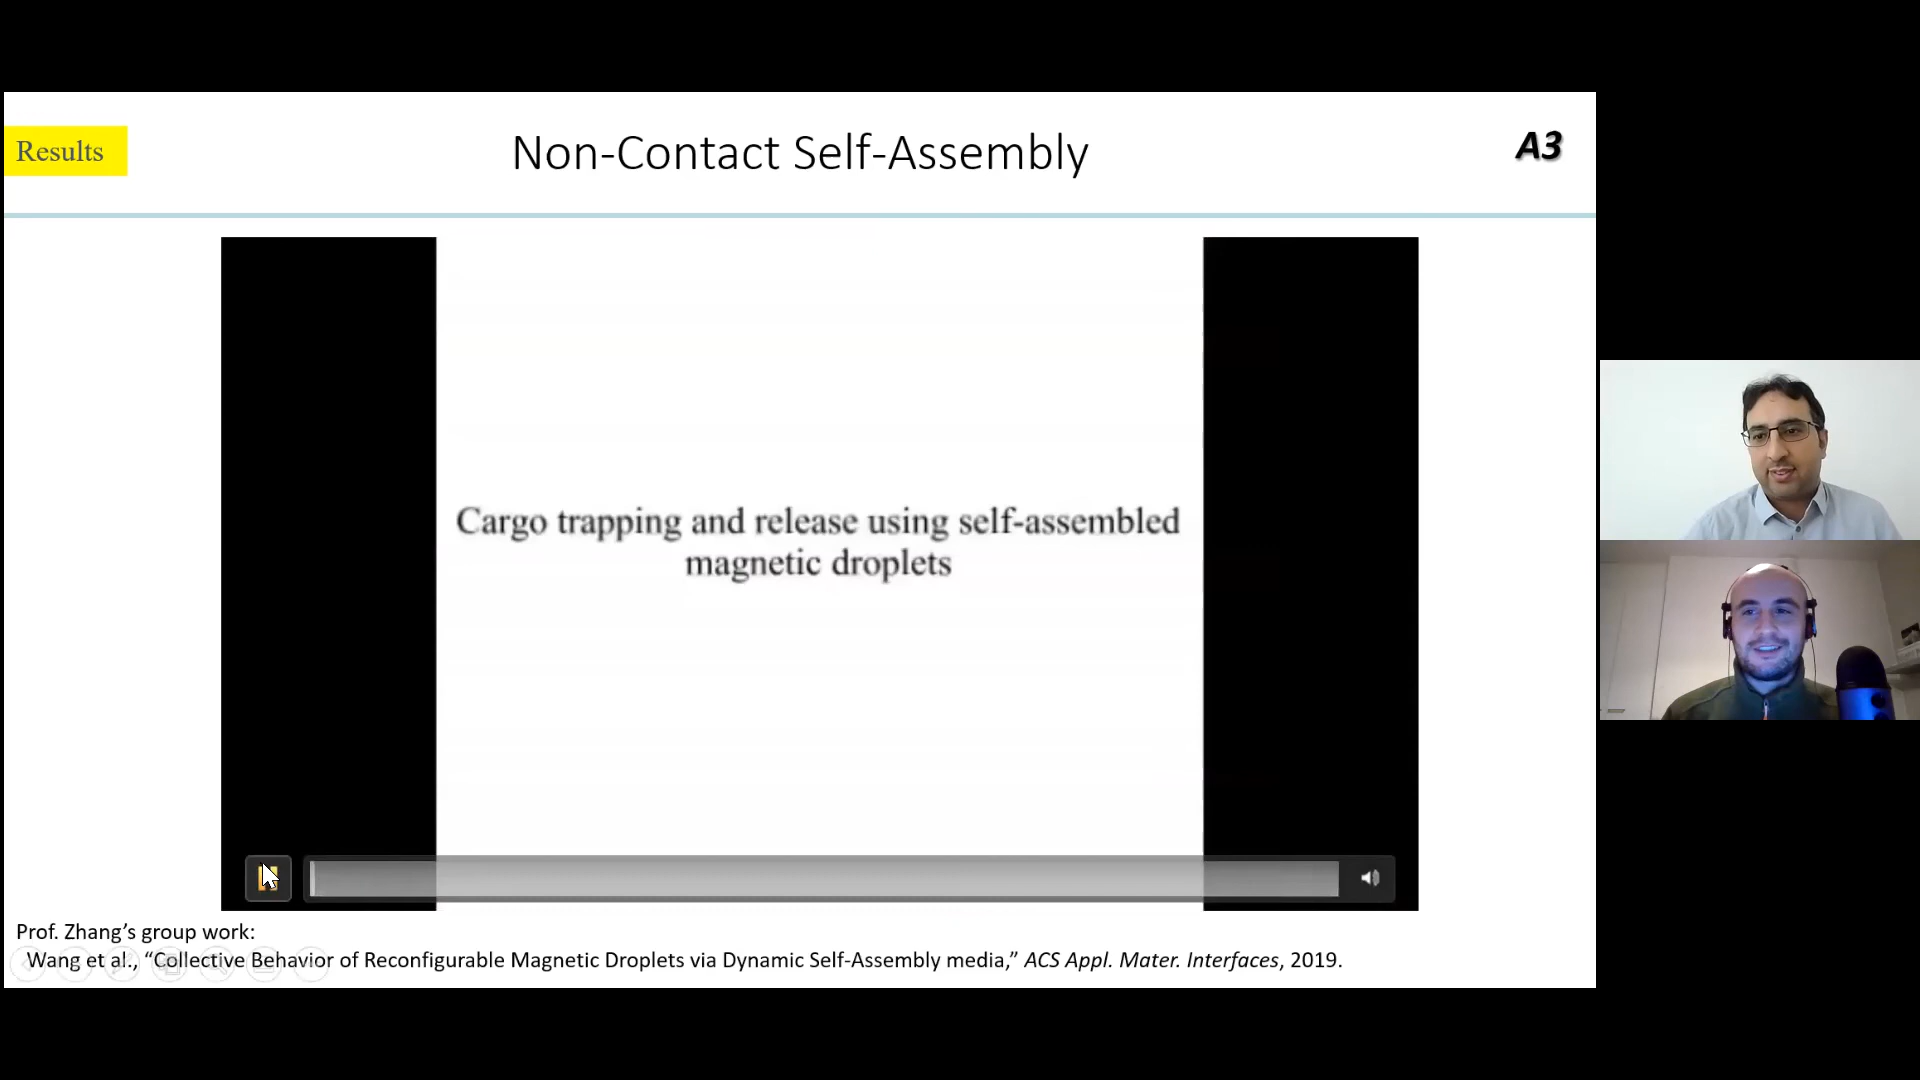 Results
Non-Contact Self-Assembly
A3
Cargo trapping and release using self-assembled
magnetic droplets
Prof. Zhang’s group work:
Wang et al., “Collective Behavior of Reconfigurable Magnetic Droplets via Dynamic Self-Assembly media,” ACS Appl. Mater. Interfaces, 2019.